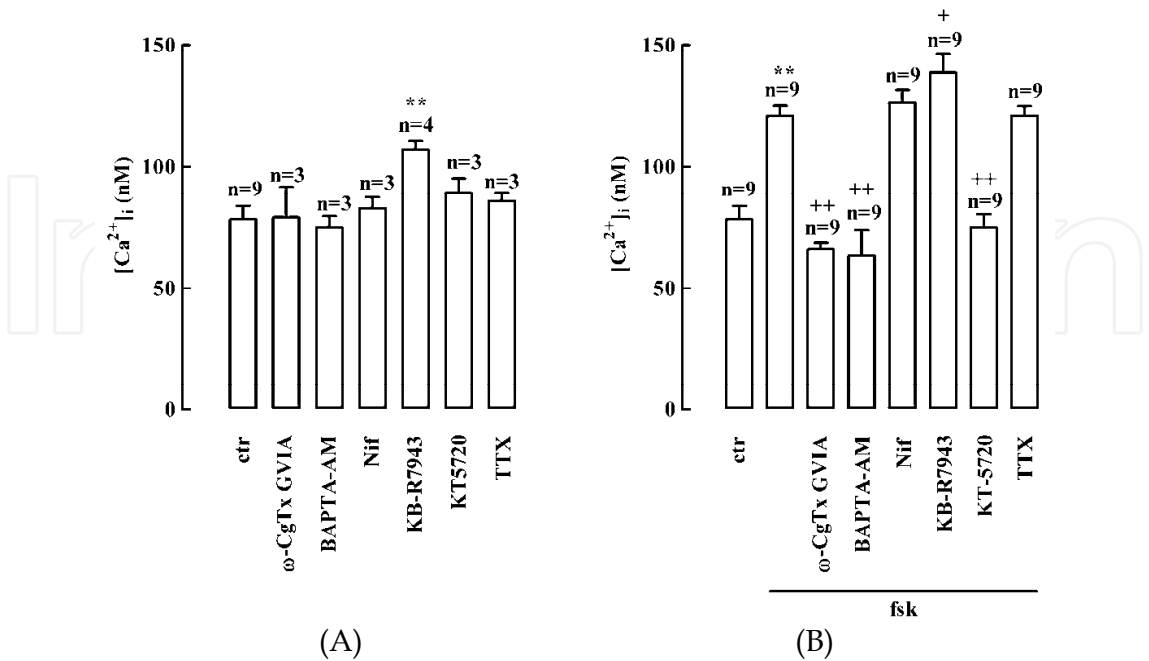 150
100
50
0
[Ca²⁺]ᵢ (nM)
n=9
n=3
n=3
n=3
**
n=4
n=3
n=3
ctr
ω-CgTx GVIA
BAPTA-AM
Nif
KB-R7943
KT5720
TTX
(A)
150
100
50
0
[Ca²⁺]ᵢ (nM)
n=9
**
n=9
++
n=9
++
n=9
n=9
+
n=9
++
n=9
n=9
ctr
ω-CgTx GVIA
BAPTA-AM
Nif
KB-R7943
KT-5720
TTX
fsk
(B)